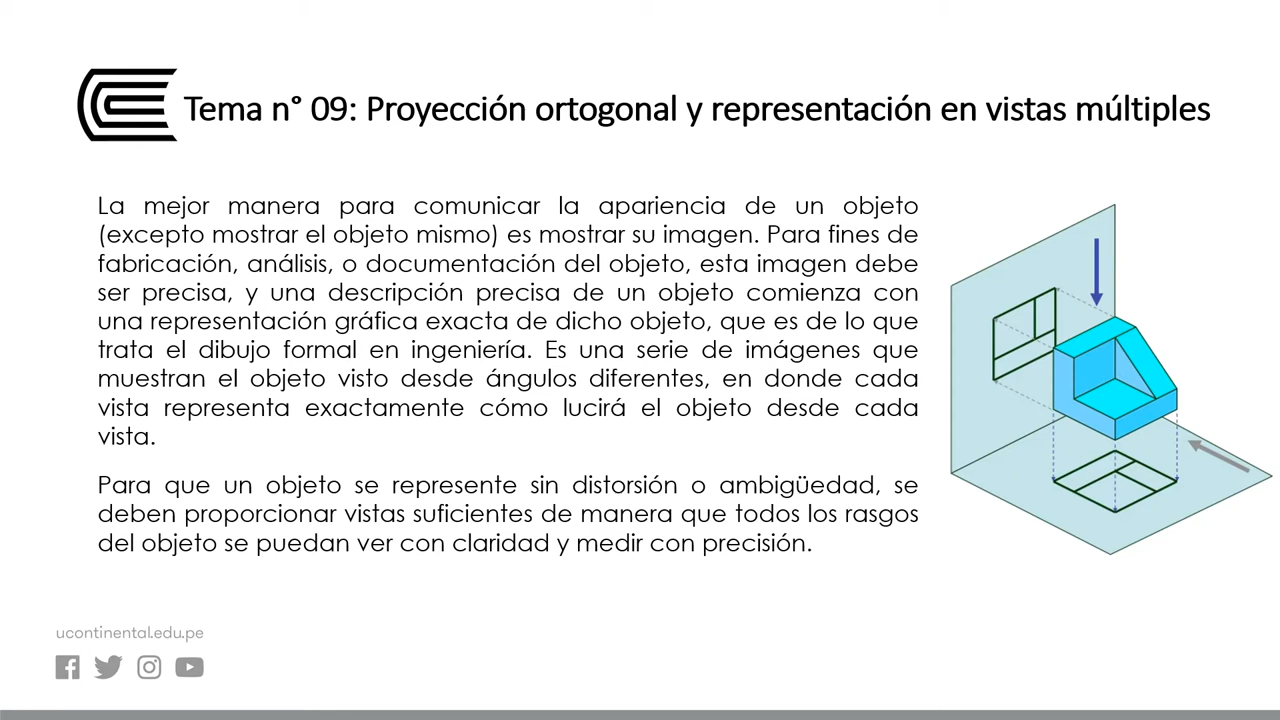 Tema n° 09: Proyección ortogonal y representación en vistas múltiples
La mejor manera para comunicar la apariencia de un objeto
(excepto mostrar el objeto mismo) es mostrar su imagen. Para fines de
fabricación, análisis, o documentación del objeto, esta imagen debe
ser precisa, y una descripción precisa de un objeto comienza con
una representación gráfica exacta de dicho objeto, que es de lo que
trata el dibujo formal en ingeniería. Es una serie de imágenes que
muestran el objeto visto desde ángulos diferentes, en donde cada
vista representa exactamente cómo lucirá el objeto desde cada
vista.
Para que un objeto se represente sin distorsión o ambigüedad, se
deben proporcionar vistas suficientes de manera que todos los rasgos
del objeto se puedan ver con claridad y medir con precisión.
ucontinental.edu.pe